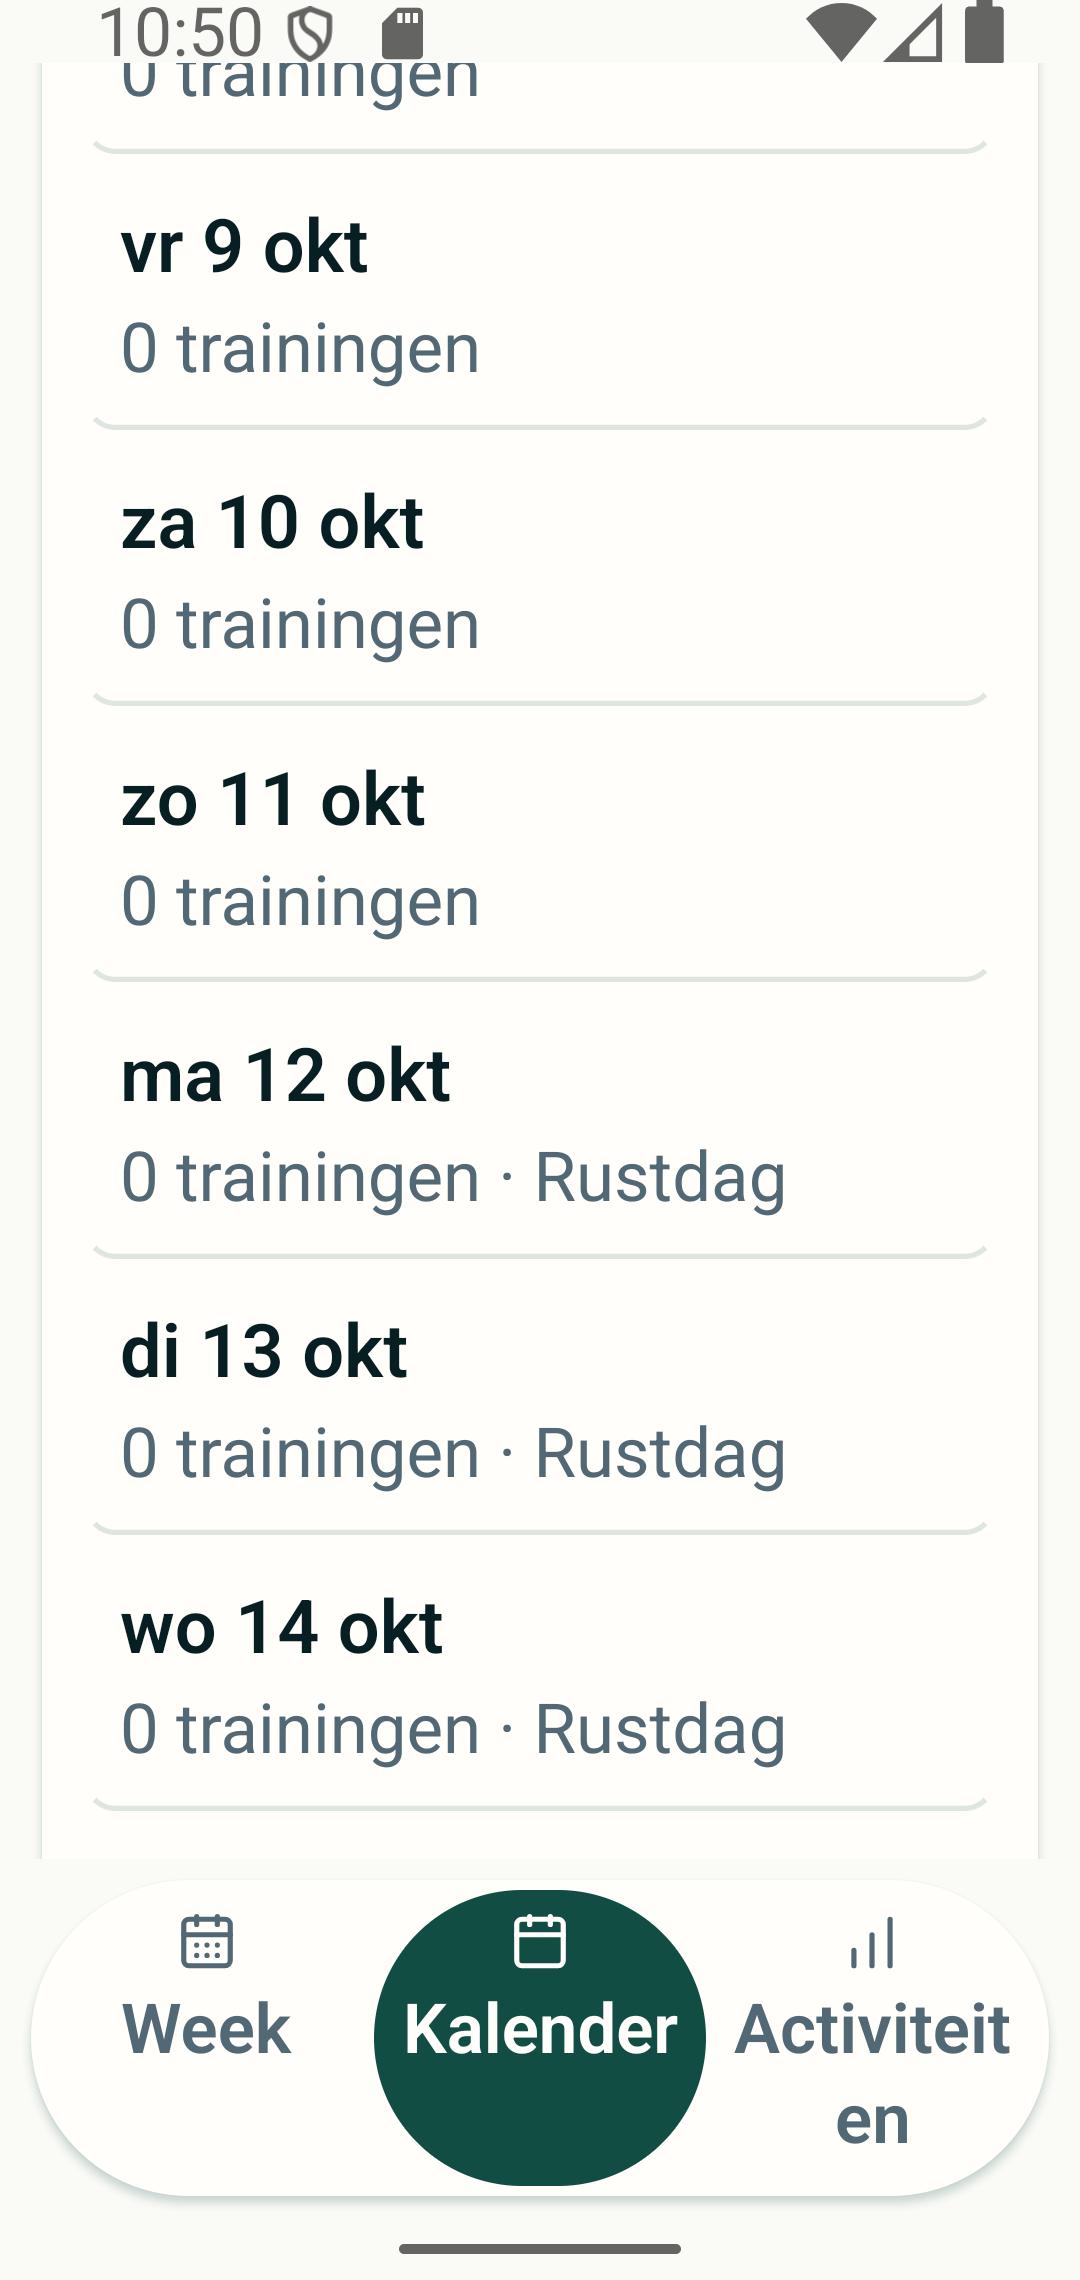 10:50
0 trainingen
vr 9 okt
0 trainingen
za 10 okt
0 trainingen
zo 11 okt
0 trainingen
ma 12 okt
0 trainingen · Rustdag
di 13 okt
0 trainingen · Rustdag
wo 14 okt
0 trainingen · Rustdag
Week
Kalender
Activiteit
en